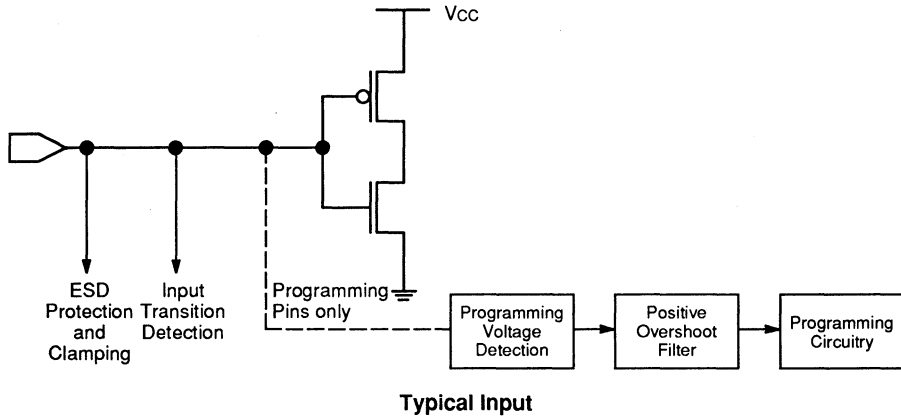 Vcc
ESD
Protection
and
Clamping
Input
Transition
Detection
Programming
Pins only
Programming
Voltage
Detection
Positive
Overshoot
Filter
Programming
Circuitry
Typical Input